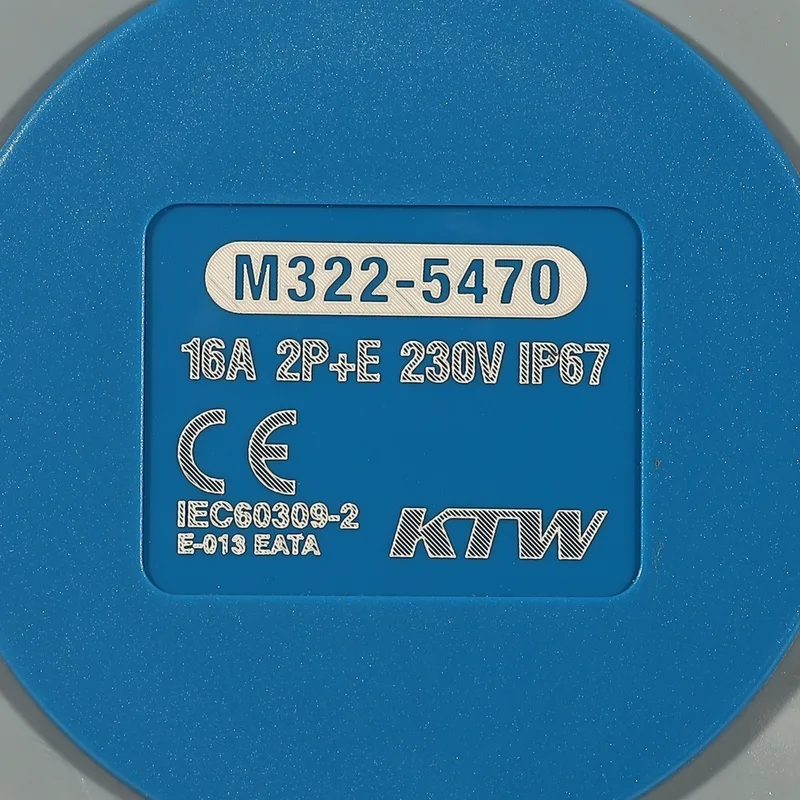 M322-5470
16A 2P+E 230V IP67
CE
IEC60309-2
E-013 EATA
KTW